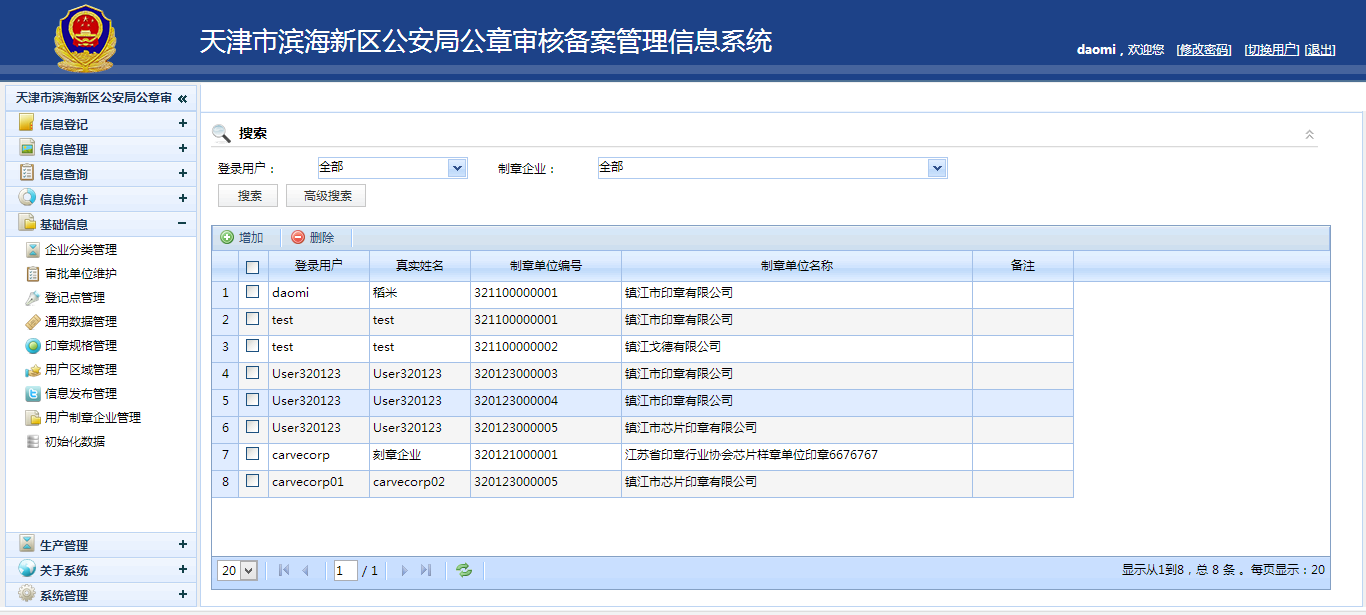 天津市滨海新区公安局公章审核备案管理信息系统
daomi，欢迎您 [修改密码] [切换用户] [退出]
天津市滨海新区公安局公章审 «
信息登记 +
信息管理 +
信息查询 +
信息统计 +
基础信息 −
企业分类管理
审批单位维护
登记点管理
通用数据管理
印章规格管理
用户区域管理
信息发布管理
用户制章企业管理
初始化数据
生产管理 +
关于系统 +
系统管理 +
搜索
登录用户： 全部 制章企业： 全部
搜索 高级搜索
增加 删除
登录用户 真实姓名 制章单位编号 制章单位名称 备注
1 daomi 稻米 321100000001 镇江市印章有限公司
2 test test 321100000001 镇江市印章有限公司
3 test test 321100000002 镇江戈德有限公司
4 User320123 User320123 320123000003 镇江市印章有限公司
5 User320123 User320123 320123000004 镇江市印章有限公司
6 User320123 User320123 320123000005 镇江市芯片印章有限公司
7 carvecorp 刻章企业 320121000001 江苏省印章行业协会芯片样章单位印章6676767
8 carvecorp01 carvecorp02 320123000005 镇江市芯片印章有限公司
20 1 / 1 显示从1到8，总 8 条 。每页显示：20